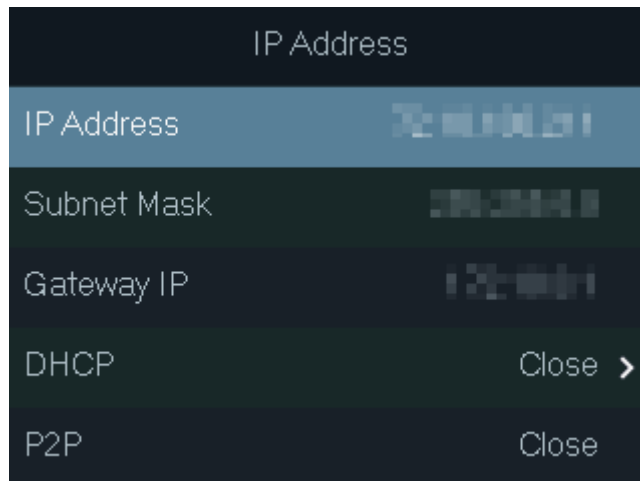 IP Address
IP Address
Subnet Mask
Gateway IP
DHCP Close
P2P Close